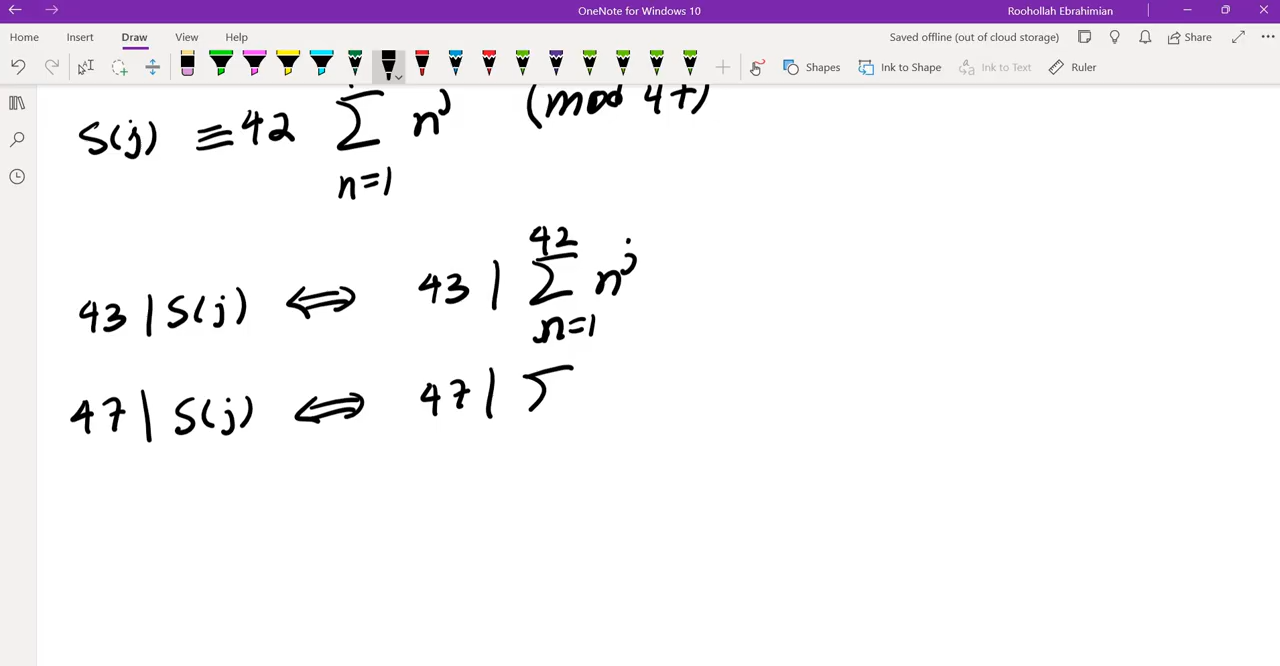 OneNote for Windows 10
Roohollah Ebrahimian
Home Insert Draw View Help
Saved offline (out of cloud storage)
Share
Shapes
Ink to Shape
Ink to Text
Ruler
S(j) ≡ 42 ∑ n^j (mod 47)
n=1
42
43 | S(j) ⟺ 43 | ∑ n^j
n=1
47 | S(j) ⟺ 47 | ∑